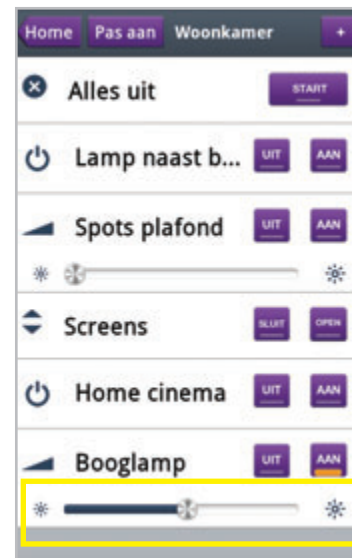 Home Pas aan Woonkamer +
Alles uit START
Lamp naast b... UIT AAN
Spots plafond UIT AAN
Screens SLUIT OPEN
Home cinema UIT AAN
Booglamp UIT AAN